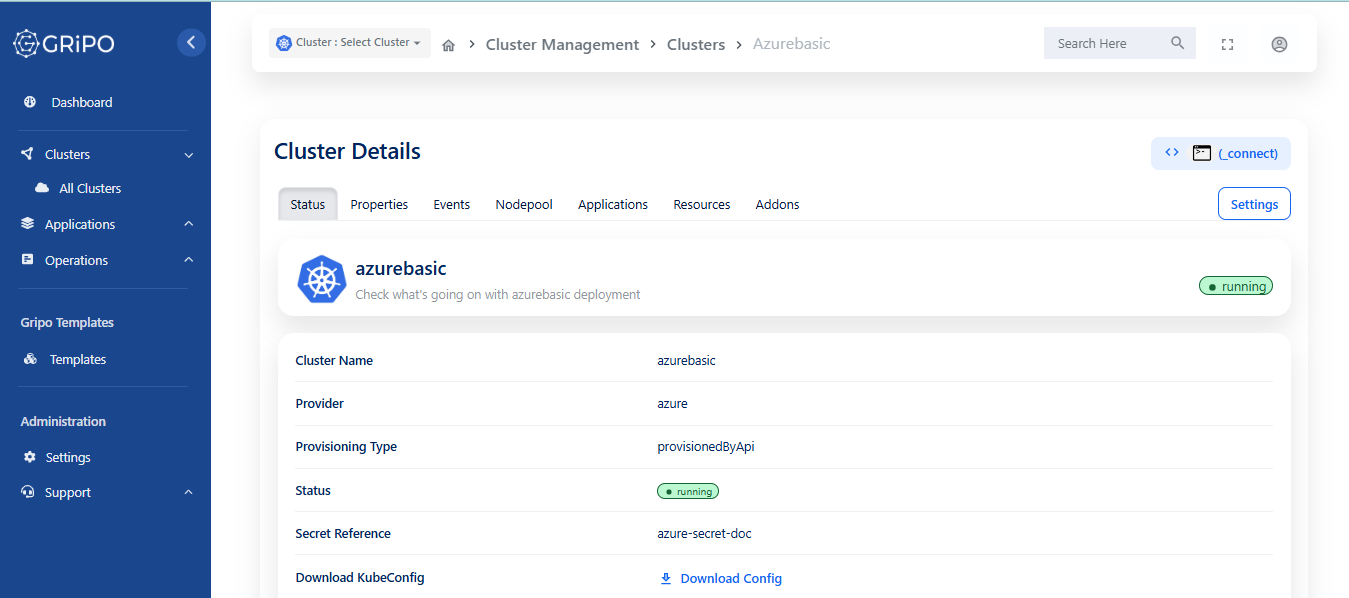 GRiPO
Cluster : Select Cluster
Cluster Management
Clusters
Azurebasic
Search Here
Dashboard
Clusters
All Clusters
Applications
Operations
Gripo Templates
Templates
Administration
Settings
Support
Cluster Details
(_connect)
Status Properties Events Nodepool Applications Resources Addons
Settings
azurebasic
Check what's going on with azurebasic deployment
running
Cluster Name azurebasic
Provider azure
Provisioning Type provisionedByApi
Status running
Secret Reference azure-secret-doc
Download KubeConfig Download Config